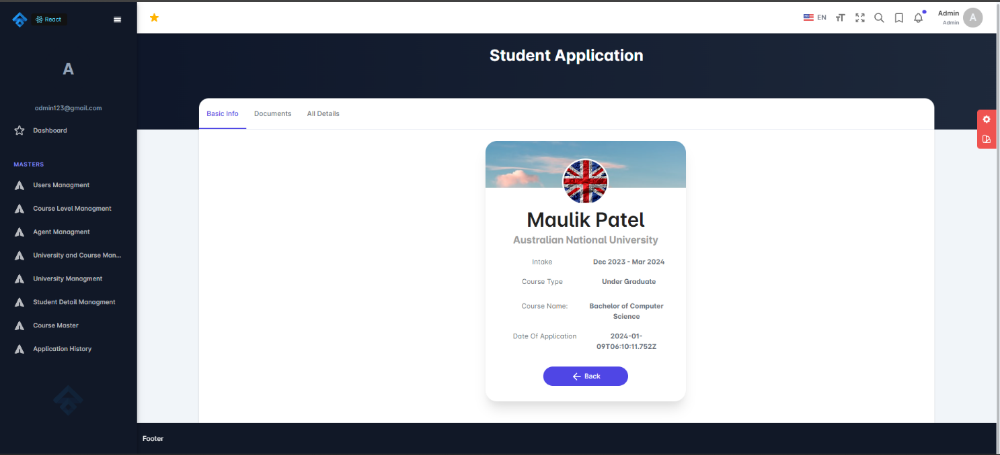 React
EN
Admin
Admin
A
A
admin123@gmail.com
Dashboard
MASTERS
Users Managment
Course Level Managment
Agent Managment
University and Course Man...
University Managment
Student Detail Managment
Course Master
Application History
Student Application
Basic Info Documents All Details
Maulik Patel
Australian National University
Intake Dec 2023 - Mar 2024
Course Type Under Graduate
Course Name: Bachelor of Computer
Science
Date Of Application 2024-01-
09T06:10:11.752Z
Back
Footer